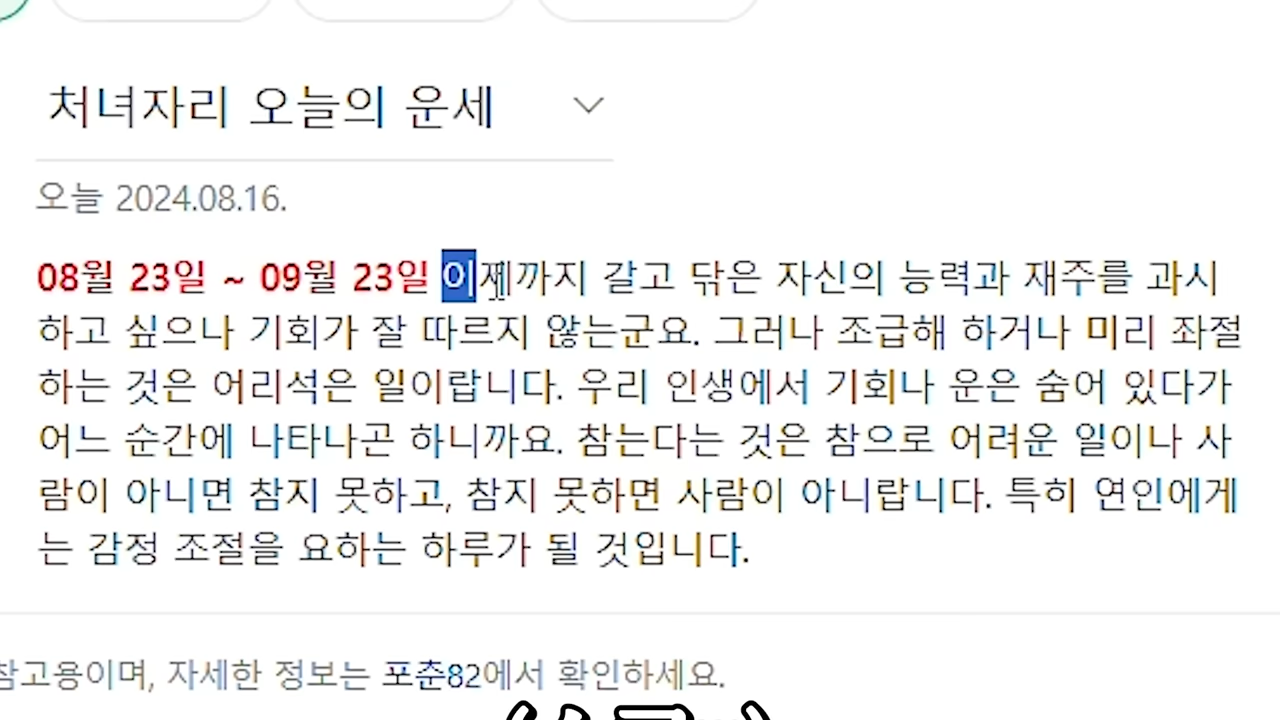 처녀자리 오늘의 운세
오늘 2024.08.16.
08월 23일 ~ 09월 23일 이제까지 갈고 닦은 자신의 능력과 재주를 과시
하고 싶으나 기회가 잘 따르지 않는군요. 그러나 조급해 하거나 미리 좌절
하는 것은 어리석은 일이랍니다. 우리 인생에서 기회나 운은 숨어 있다가
어느 순간에 나타나곤 하니까요. 참는다는 것은 참으로 어려운 일이나 사
람이 아니면 참지 못하고, 참지 못하면 사람이 아니랍니다. 특히 연인에게
는 감정 조절을 요하는 하루가 될 것입니다.
참고용이며, 자세한 정보는 포춘82에서 확인하세요.